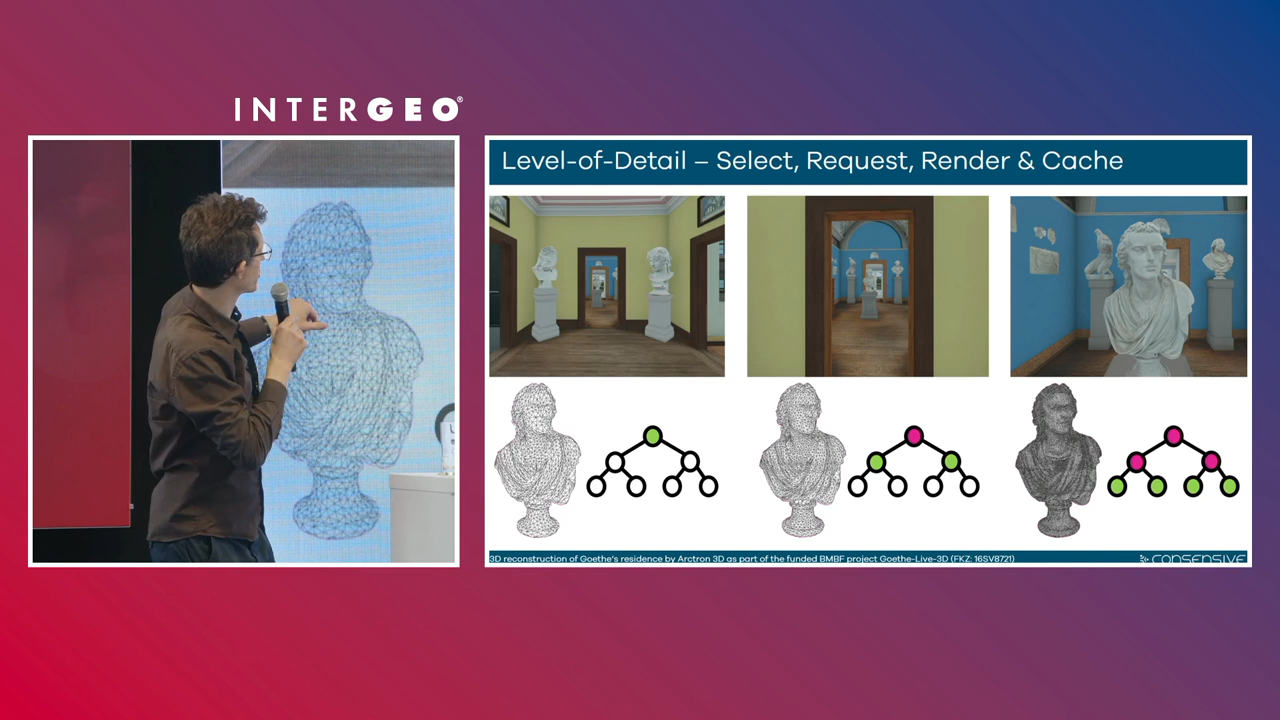 INTERGEO®
Level-of-Detail – Select, Request, Render & Cache
3D reconstruction of Goethe's residence by Arctron 3D as part of the funded BMBF project Goethe-Live-3D (FKZ: 16SV8721)
CONSENSIVE